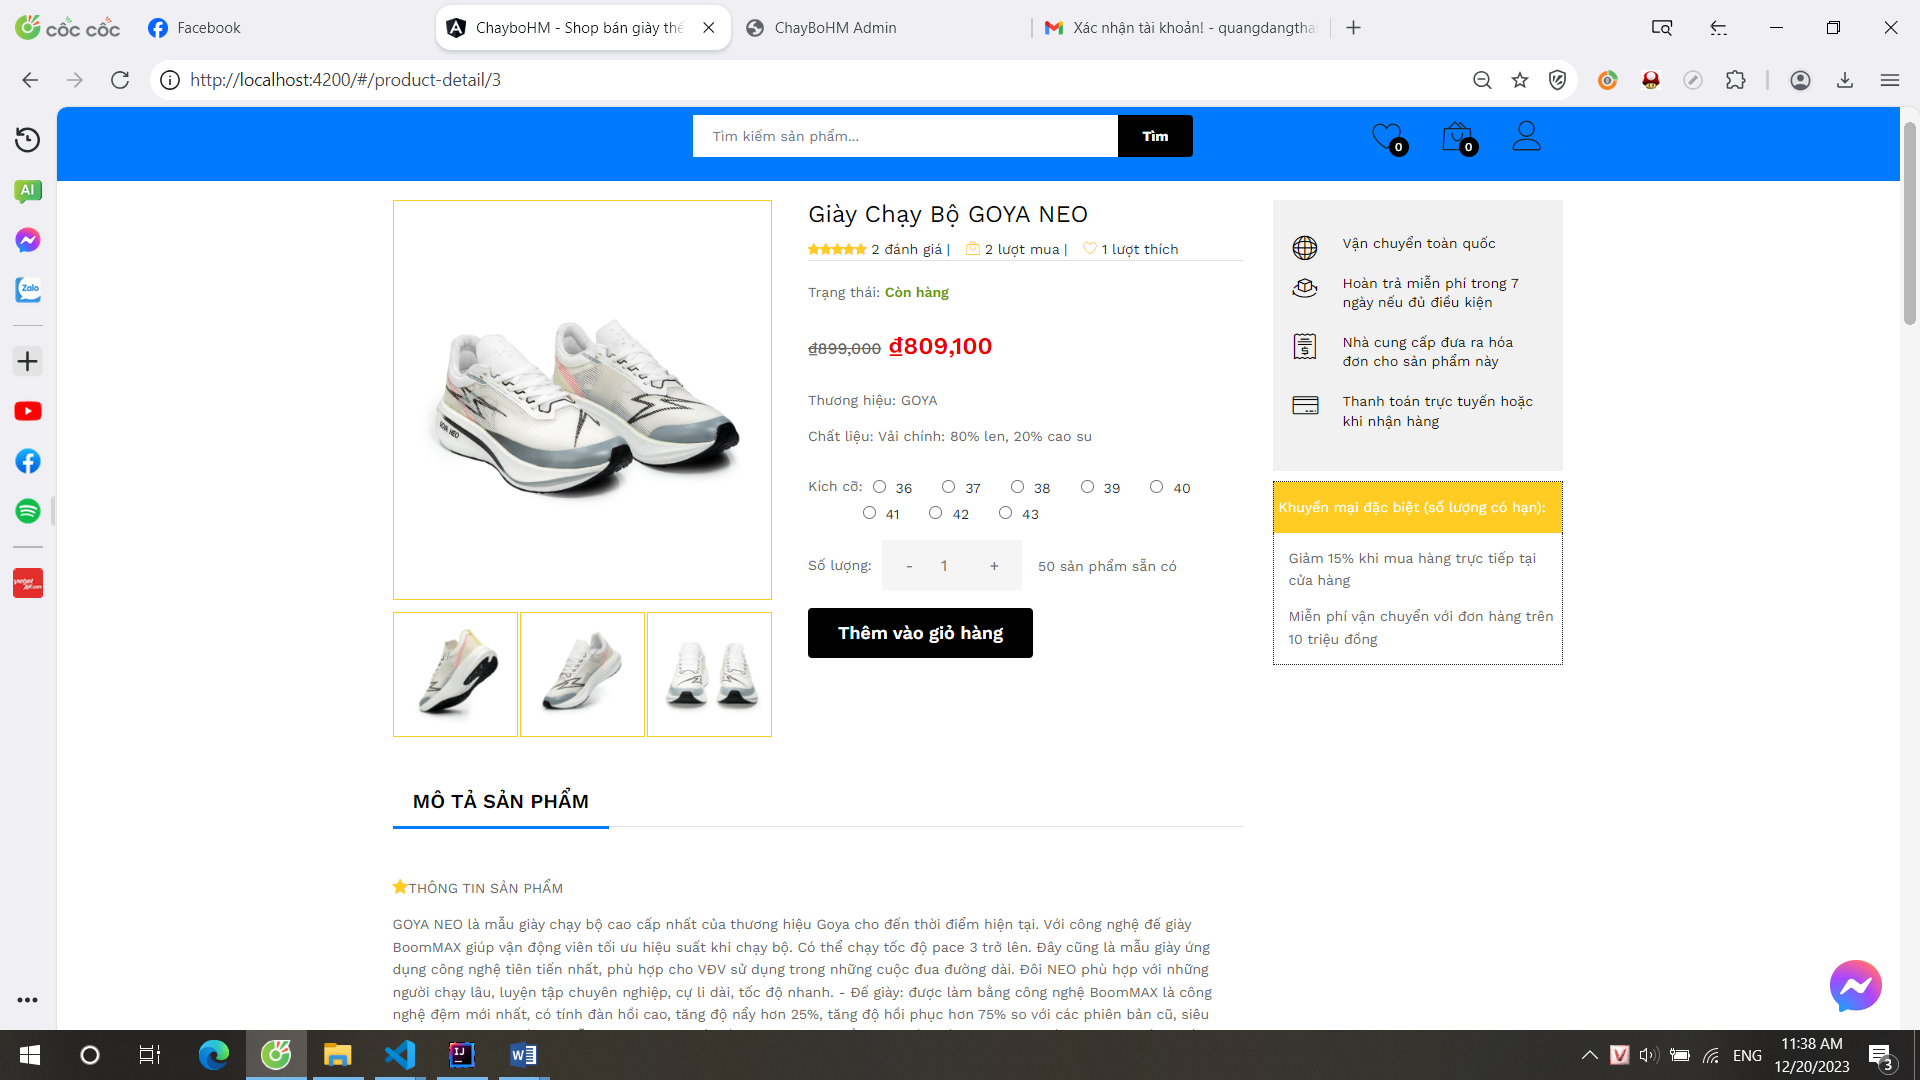 cốc cốc
Facebook
ChayboHM - Shop bán giày thể
ChayBoHM Admin
Xác nhận tài khoản! - quangdangtha
http://localhost:4200/#/product-detail/3
AI
Zalo
Tìm kiếm sản phẩm...
Tìm
0
0
Giày Chạy Bộ GOYA NEO
2 đánh giá | 2 lượt mua | 1 lượt thích
Trạng thái: Còn hàng
₫899,000 ₫809,100
Thương hiệu: GOYA
Chất liệu: Vải chính: 80% len, 20% cao su
Kích cỡ: 36 37 38 39 40
41 42 43
Số lượng: - 1 + 50 sản phẩm sẵn có
Thêm vào giỏ hàng
Vận chuyển toàn quốc
Hoàn trả miễn phí trong 7
ngày nếu đủ điều kiện
Nhà cung cấp đưa ra hóa
đơn cho sản phẩm này
Thanh toán trực tuyến hoặc
khi nhận hàng
Khuyến mại đặc biệt (số lượng có hạn):
Giảm 15% khi mua hàng trực tiếp tại
cửa hàng
Miễn phí vận chuyển với đơn hàng trên
10 triệu đồng
MÔ TẢ SẢN PHẨM
THÔNG TIN SẢN PHẨM
GOYA NEO là mẫu giày chạy bộ cao cấp nhất của thương hiệu Goya cho đến thời điểm hiện tại. Với công nghệ đế giày
BoomMAX giúp vận động viên tối ưu hiệu suất khi chạy bộ. Có thể chạy tốc độ pace 3 trở lên. Đây cũng là mẫu giày ứng
dụng công nghệ tiên tiến nhất, phù hợp cho VĐV sử dụng trong những cuộc đua đường dài. Đôi NEO phù hợp với những
người chạy lâu, luyện tập chuyên nghiệp, cự li dài, tốc độ nhanh. - Đế giày: được làm bằng công nghệ BoomMAX là công
nghệ đệm mới nhất, có tính đàn hồi cao, tăng độ nẩy hơn 25%, tăng độ hồi phục hơn 75% so với các phiên bản cũ, siêu
ENG
11:38 AM
12/20/2023
3